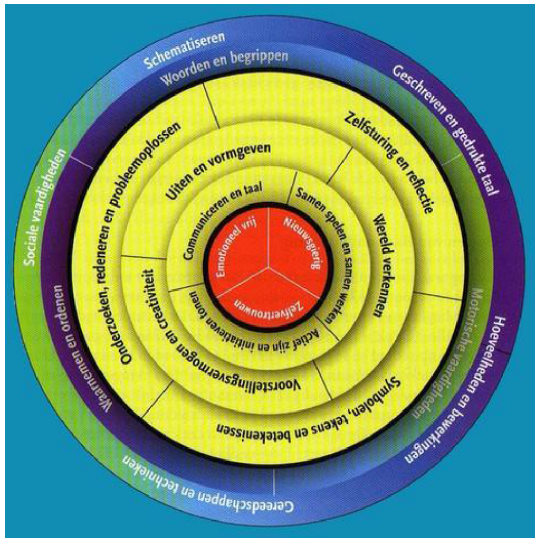 Schematiseren
Woorden en begrippen
Geschreven en gedrukte taal
Sociale vaardigheden
Motorische vaardigheden
Hoeveelheden en bewerkingen
Waarnemen en ordenen
Gereedschappen en technieken
Onderzoeken, redeneren en probleemoplossen
Zelfsturing en reflectie
Symbolen, tekens en betekenissen
Uiten en vormgeven
Wereld verkennen
Voorstellingsvermogen en creativiteit
Communiceren en taal
Samen spelen en samen werken
Actief zijn en initiatieven tonen
Emotioneel vrij
Nieuwsgierig
Zelfvertrouwen